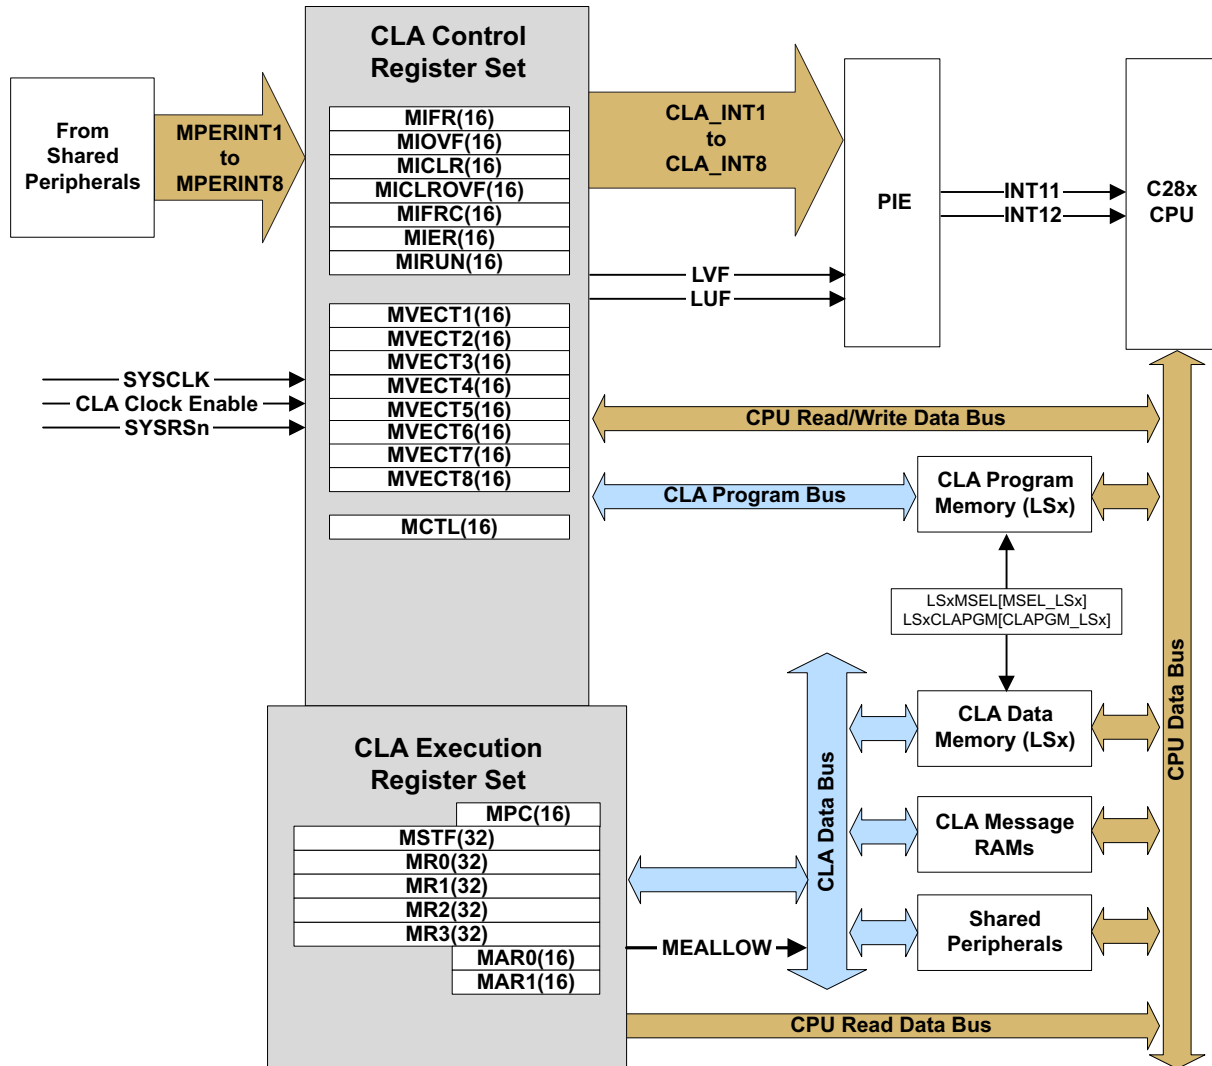 CLA Control
Register Set
From
Shared
Peripherals
MPERINT1
to
MPERINT8
MIFR(16)
MIOVF(16)
MICLR(16)
MICLROVF(16)
MIFRC(16)
MIER(16)
MIRUN(16)
CLA_INT1
to
CLA_INT8
PIE
INT11
INT12
C28x
CPU
LVF
LUF
MVECT1(16)
MVECT2(16)
MVECT3(16)
MVECT4(16)
MVECT5(16)
MVECT6(16)
MVECT7(16)
MVECT8(16)
SYSCLK
CLA Clock Enable
SYSRSn
CPU Read/Write Data Bus
CLA Program Bus
CLA Program
Memory (LSx)
MCTL(16)
LSxMSEL[MSEL_LSx]
LSxCLAPGM[CLAPGM_LSx]
CLA Data
Memory (LSx)
CPU Data Bus
CLA Data Bus
CLA Execution
Register Set
MPC(16)
MSTF(32)
MR0(32)
MR1(32)
MR2(32)
MR3(32)
MAR0(16)
MAR1(16)
CLA Message
RAMs
Shared
Peripherals
MEALLOW
CPU Read Data Bus